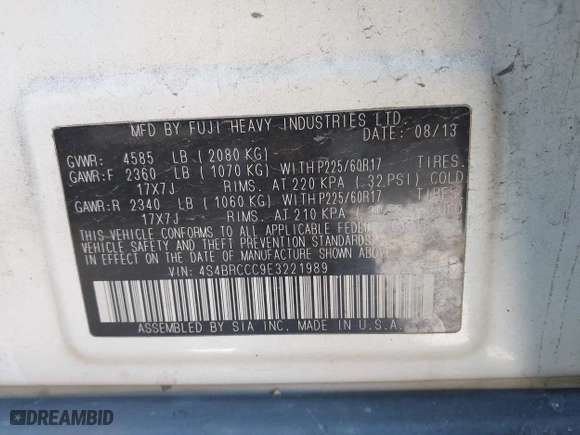 MFD BY FUJI HEAVY INDUSTRIES LTD.
DATE: 08/13
GVWR: 4585 LB ( 2080 KG) -
GAWR:F 2360 LB ( 1070 KG) WITH P225/60R17 TIRES.
17X7J RIMS. AT 220 KPA ( 32 PSI) COLD
GAWR:R 2340 LB ( 1060 KG) WITH P225/60R17 TIRES.
17X7J - RIMS. AT 210 KPA
THIS VEHICLE CONFORMS TO ALL APPLICABLE FEDERAL
VEHICLE SAFETY AND THEFT PREVENTION STANDARDS
IN EFFECT ON THE DATE OF MANUFACTURE SHOWN
VIN: 4S4BRCCC9E3221989
ASSEMBLED BY SIA INC. MADE IN U.S.A.
DREAMBID